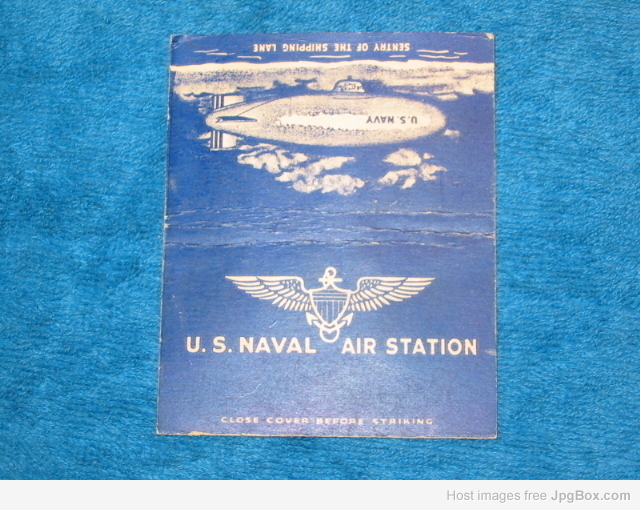 SENTRY OF THE SHIPPING LANE
U.S. NAVY
U. S. NAVAL AIR STATION
CLOSE COVER BEFORE STRIKING
Host images free JpgBox.com